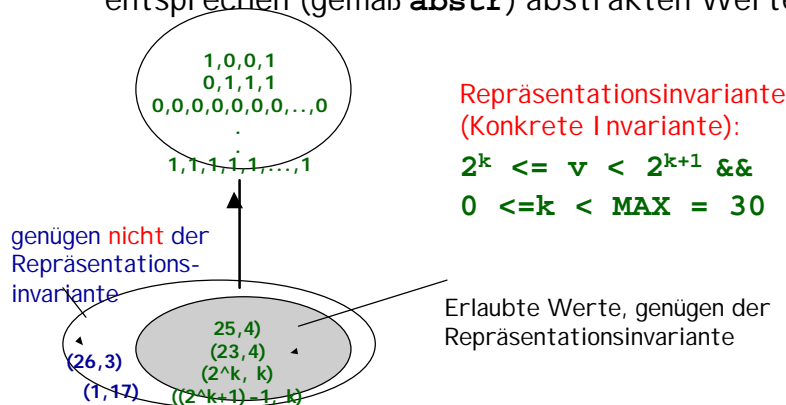 entsprechen (gemäß abstr) abstrakten Werte
1,0,0,1
0,1,1,1
0,0,0,0,0,0,0,..,0
.
.
1,1,1,1,1,...,1
Repräsentationsinvariante
(Konkrete Invariante):
2^k <= v < 2^k+1 &&
0 <=k < MAX = 30
genügen nicht der
Repräsentations-
invariante
Erlaubte Werte, genügen der
Repräsentationsinvariante
25,4)
(23,4)
(2^k, k)
((2^k+1)-1, k)
(26,3)
(1,17)